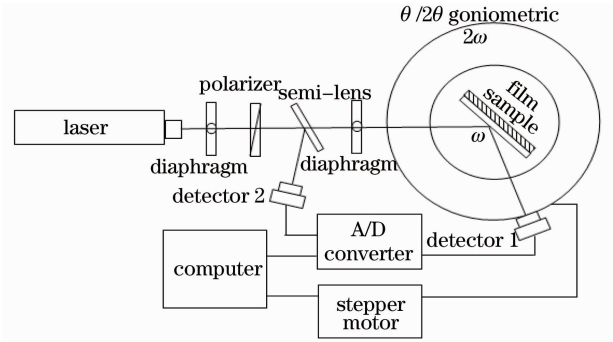 θ/2θ goniometric
2ω
polarizer
semi-lens
film
sample
laser
ω
diaphragm
diaphragm
detector 2
A/D
converter
detector 1
computer
stepper
motor